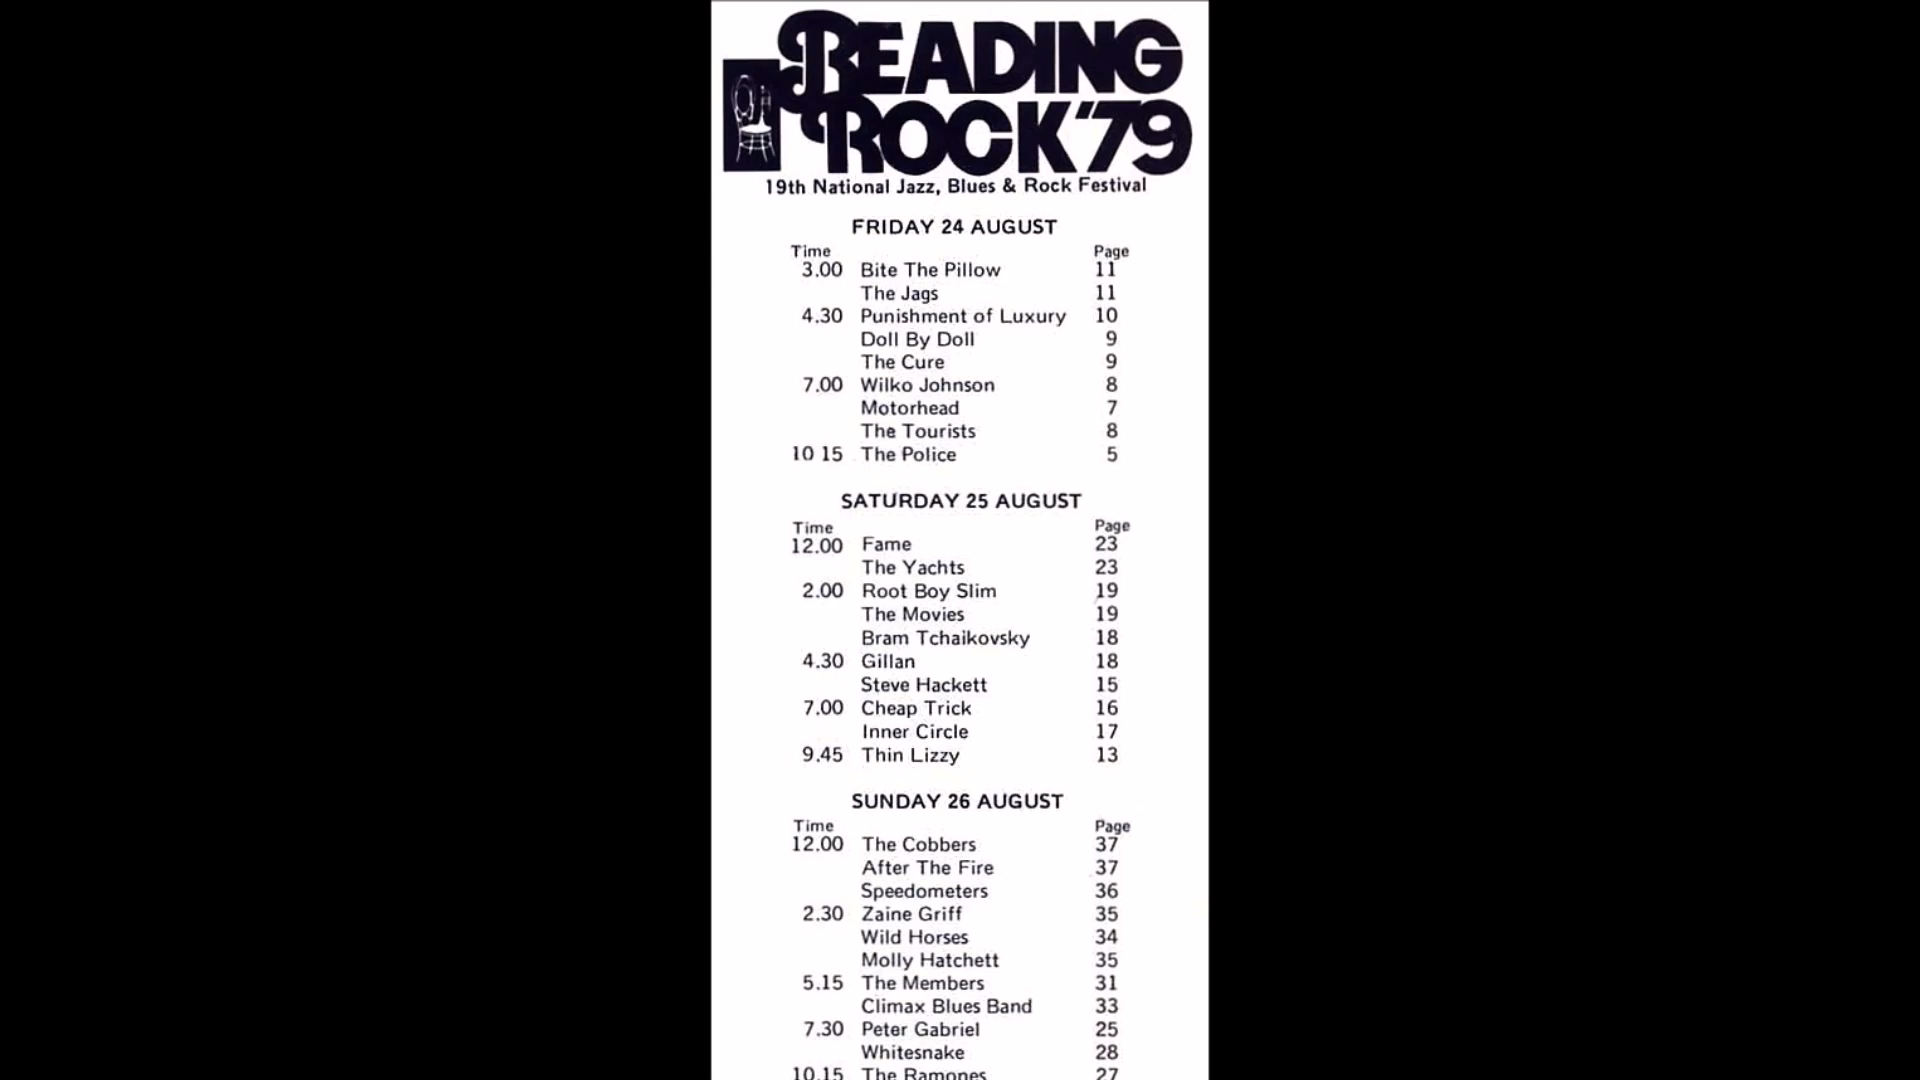 READING
ROCK'79
19th National Jazz, Blues & Rock Festival
FRIDAY 24 AUGUST
Time Page
3.00 Bite The Pillow 11
The Jags 11
4.30 Punishment of Luxury 10
Doll By Doll 9
The Cure 9
7.00 Wilko Johnson 8
Motorhead 7
The Tourists 8
10 15 The Police 5
SATURDAY 25 AUGUST
Time Page
12.00 Fame 23
The Yachts 23
2.00 Root Boy Slim 19
The Movies 19
Bram Tchaikovsky 18
4.30 Gillan 18
Steve Hackett 15
7.00 Cheap Trick 16
Inner Circle 17
9.45 Thin Lizzy 13
SUNDAY 26 AUGUST
Time Page
12.00 The Cobbers 37
After The Fire 37
Speedometers 36
2.30 Zaine Griff 35
Wild Horses 34
Molly Hatchett 35
5.15 The Members 31
Climax Blues Band 33
7.30 Peter Gabriel 25
Whitesnake 28
10.15 The Ramones 27